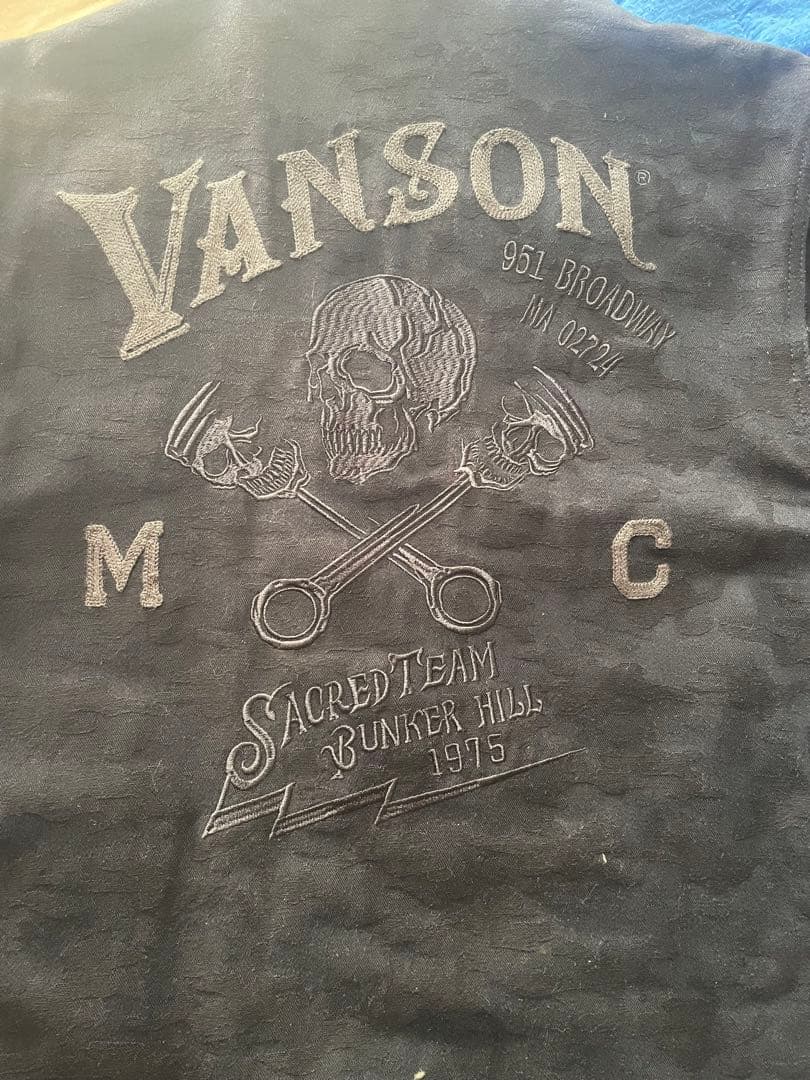 VANSON®
951 BROADWAY
MA 02724
M C
SACRED TEAM
BUNKER HILL
1975